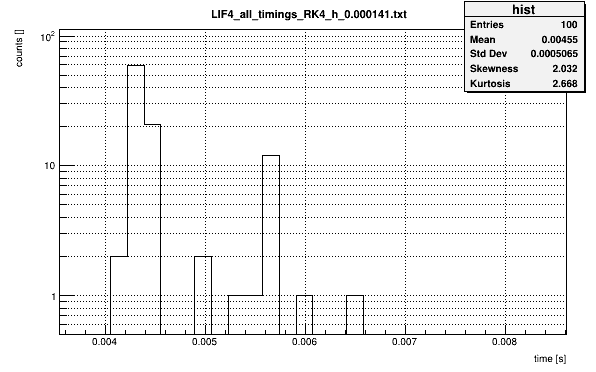 LIF4_all_timings_RK4_h_0.000141.txt
hist
Entries 100
Mean 0.00455
Std Dev 0.0005065
Skewness 2.032
Kurtosis 2.668
counts []
10²
10
1
0.004 0.005 0.006 0.007 0.008
time [s]